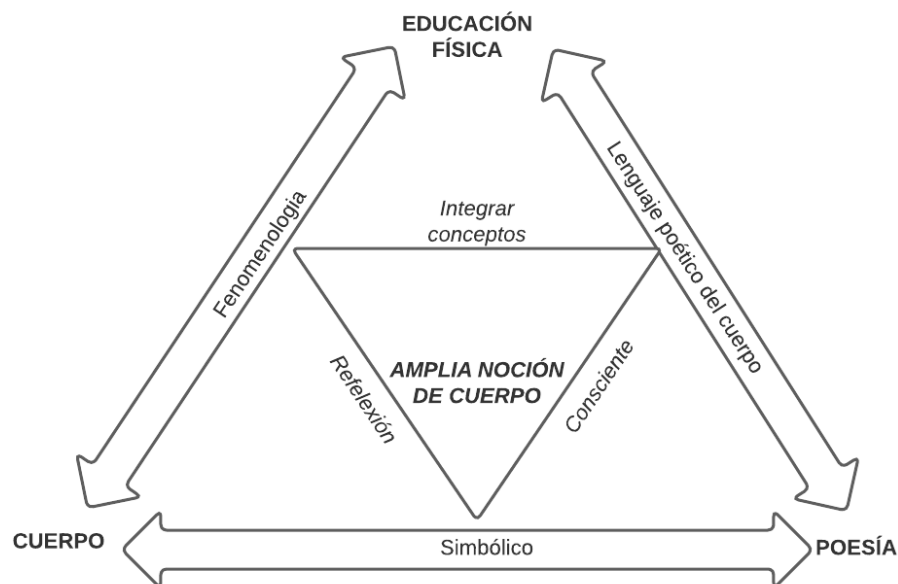 EDUCACIÓN
FÍSICA
Fenomenologia
Lenguaje poético del cuerpo
Integrar
conceptos
Refelexión
AMPLIA NOCIÓN
DE CUERPO
Consciente
CUERPO
Simbólico
POESÍA